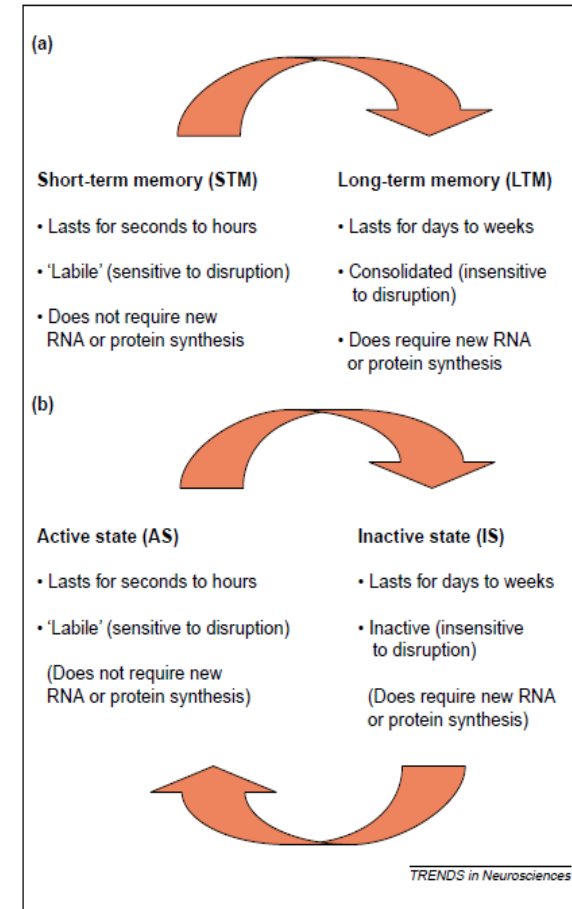 (a)
Short-term memory (STM)
• Lasts for seconds to hours
• 'Labile' (sensitive to disruption)
• Does not require new
RNA or protein synthesis
Long-term memory (LTM)
• Lasts for days to weeks
• Consolidated (insensitive
to disruption)
• Does require new RNA
or protein synthesis
(b)
Active state (AS)
• Lasts for seconds to hours
• 'Labile' (sensitive to disruption)
(Does not require new
RNA or protein synthesis)
Inactive state (IS)
• Lasts for days to weeks
• Inactive (insensitive
to disruption)
(Does require new RNA
or protein synthesis)
TRENDS in Neurosciences